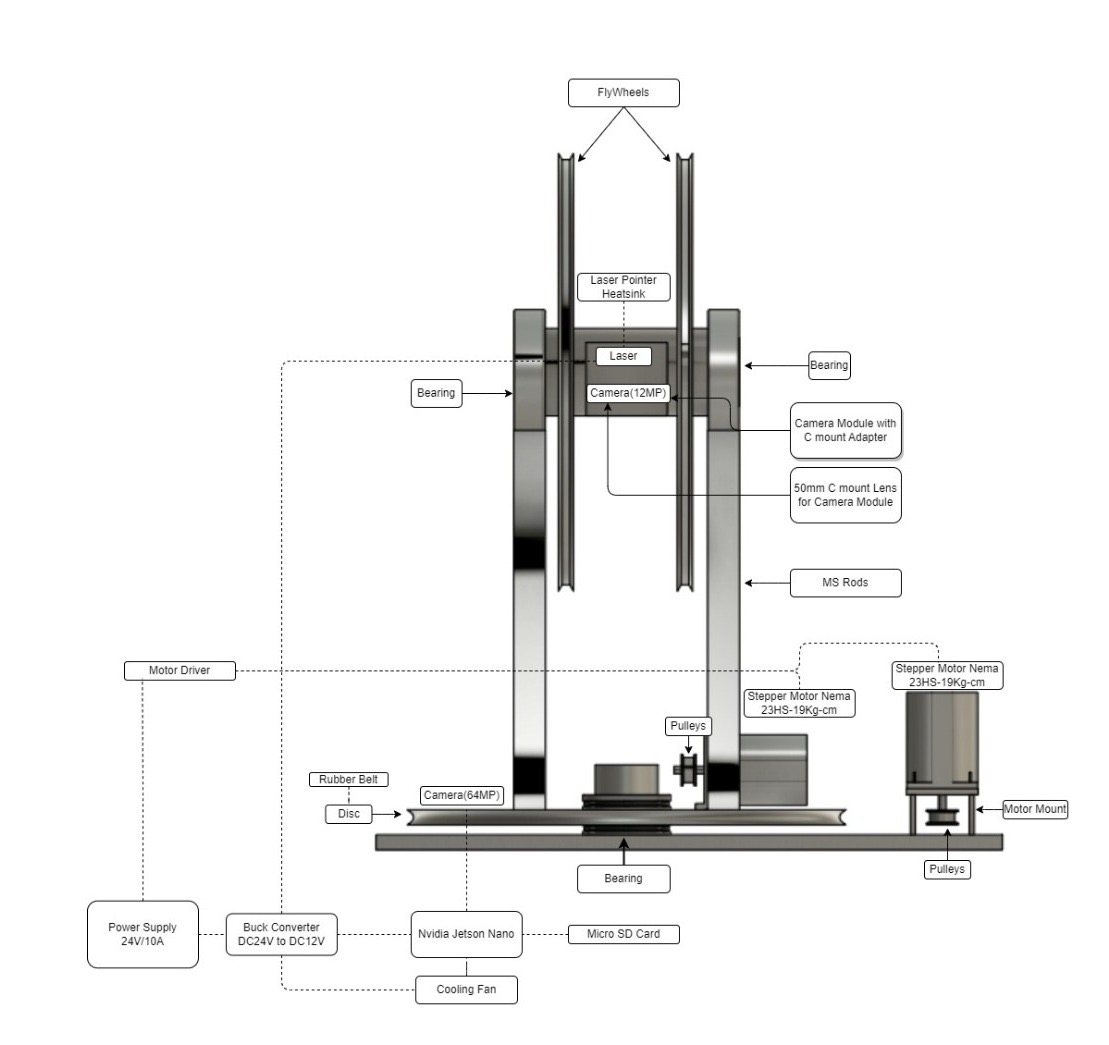 FlyWheels
Laser Pointer
Heatsink
Laser
Bearing
Bearing
Camera(12MP)
Camera Module with
C mount Adapter
50mm C mount Lens
for Camera Module
MS Rods
Motor Driver
Stepper Motor Nema
23HS-19Kg-cm
Stepper Motor Nema
23HS-19Kg-cm
Pulleys
Rubber Belt
Camera(64MP)
Disc
Motor Mount
Pulleys
Bearing
Power Supply
24V/10A
Buck Converter
DC24V to DC12V
Nvidia Jetson Nano
Micro SD Card
Cooling Fan